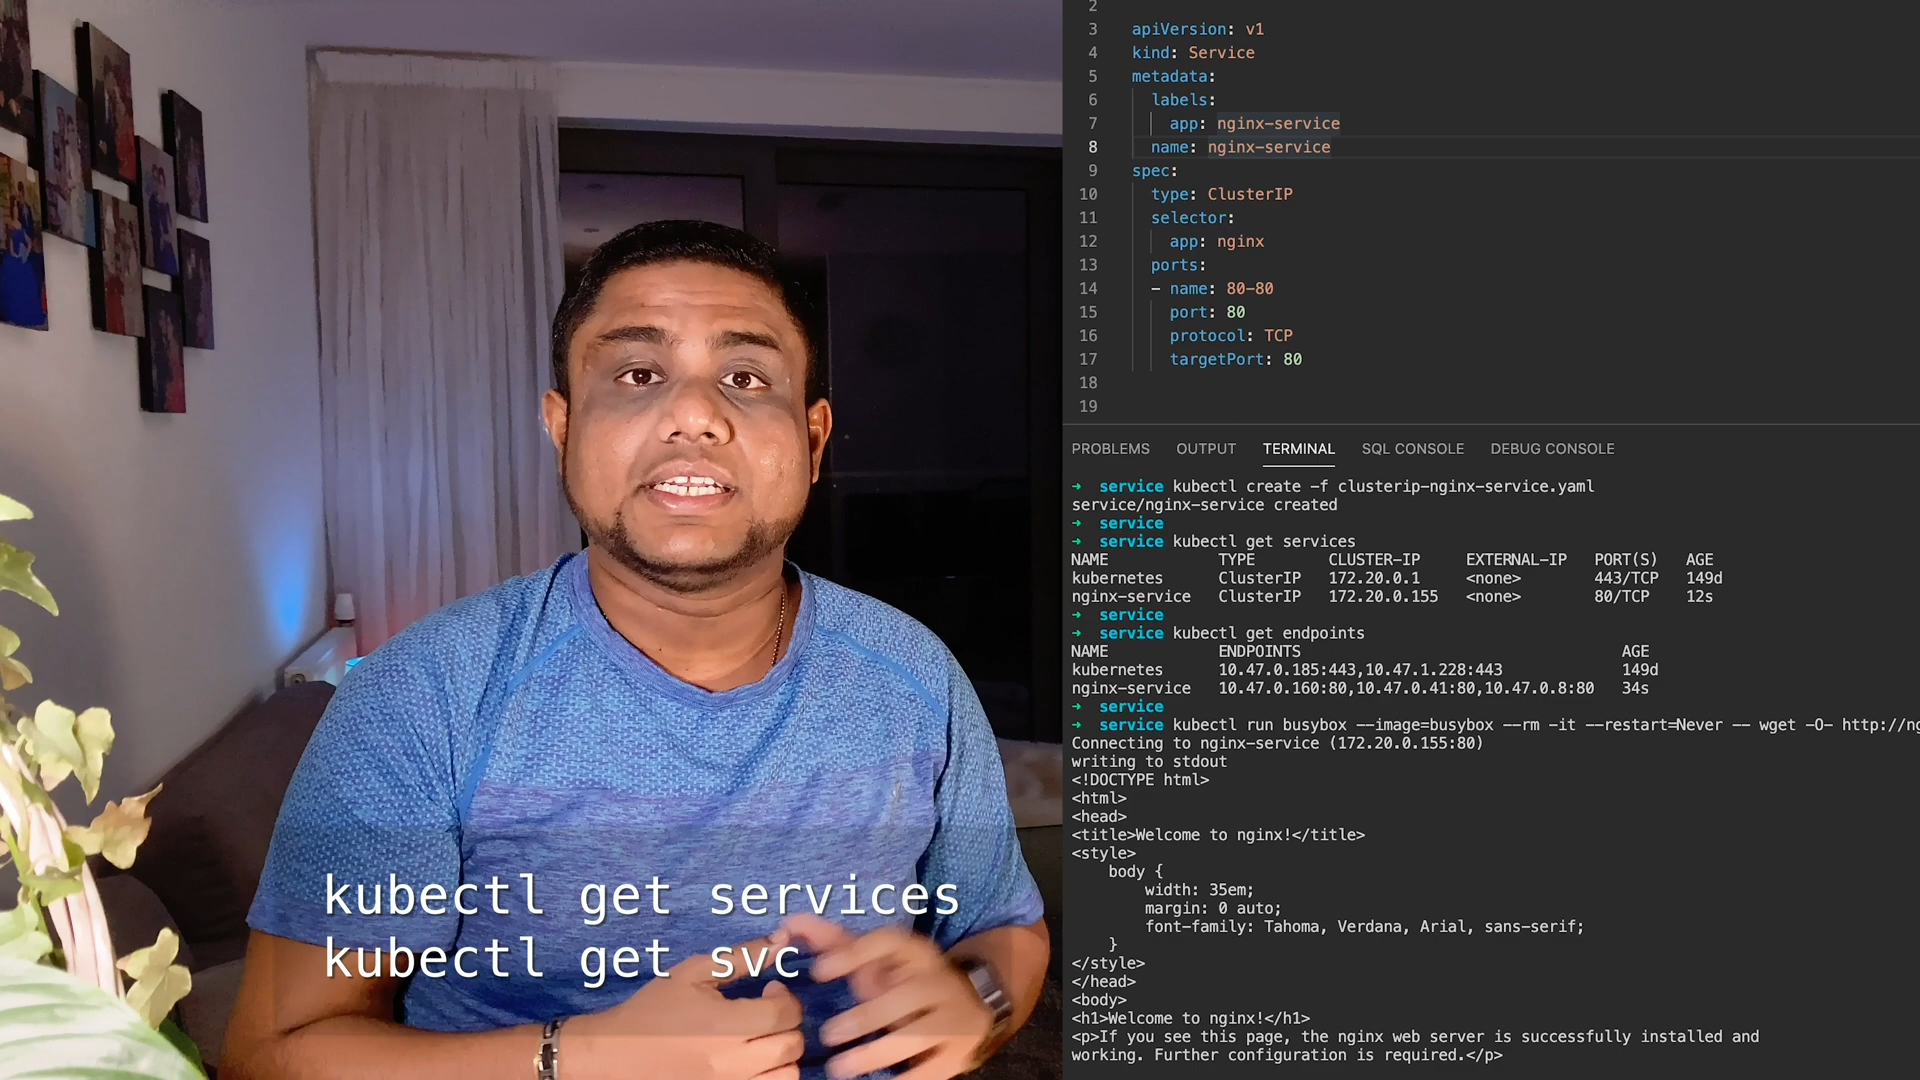 kubectl get services
kubectl get svc
2
3 apiVersion: v1
4 kind: Service
5 metadata:
6 labels:
7 app: nginx-service
8 name: nginx-service
9 spec:
10 type: ClusterIP
11 selector:
12 app: nginx
13 ports:
14 - name: 80-80
15 port: 80
16 protocol: TCP
17 targetPort: 80
18
19
PROBLEMS OUTPUT TERMINAL SQL CONSOLE DEBUG CONSOLE
➜ service kubectl create -f clusterip-nginx-service.yaml
service/nginx-service created
➜ service
➜ service kubectl get services
NAME TYPE CLUSTER-IP EXTERNAL-IP PORT(S) AGE
kubernetes ClusterIP 172.20.0.1 <none> 443/TCP 149d
nginx-service ClusterIP 172.20.0.155 <none> 80/TCP 12s
➜ service
➜ service kubectl get endpoints
NAME ENDPOINTS AGE
kubernetes 10.47.0.185:443,10.47.1.228:443 149d
nginx-service 10.47.0.160:80,10.47.0.41:80,10.47.0.8:80 34s
➜ service
➜ service kubectl run busybox --image=busybox --rm -it --restart=Never -- wget -O- http://ng
Connecting to nginx-service (172.20.0.155:80)
writing to stdout
<!DOCTYPE html>
<html>
<head>
<title>Welcome to nginx!</title>
<style>
body {
width: 35em;
margin: 0 auto;
font-family: Tahoma, Verdana, Arial, sans-serif;
}
</style>
</head>
<body>
<h1>Welcome to nginx!</h1>
<p>If you see this page, the nginx web server is successfully installed and
working. Further configuration is required.</p>